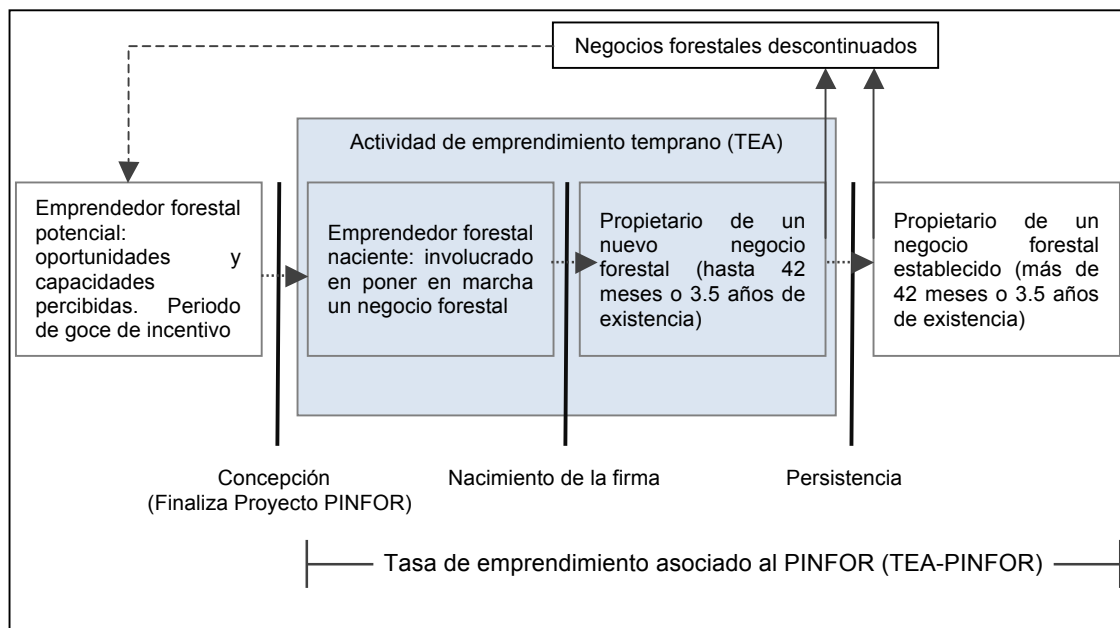 Negocios forestales descontinuados
Actividad de emprendimiento temprano (TEA)
Emprendedor forestal
potencial:
oportunidades y
capacidades
percibidas. Periodo
de goce de incentivo
Emprendedor forestal
naciente: involucrado
en poner en marcha
un negocio forestal
Propietario de un
nuevo negocio
forestal (hasta 42
meses o 3.5 años de
existencia)
Propietario de un
negocio forestal
establecido (más de
42 meses o 3.5 años
de existencia)
Concepción
(Finaliza Proyecto PINFOR)
Nacimiento de la firma
Persistencia
Tasa de emprendimiento asociado al PINFOR (TEA-PINFOR)